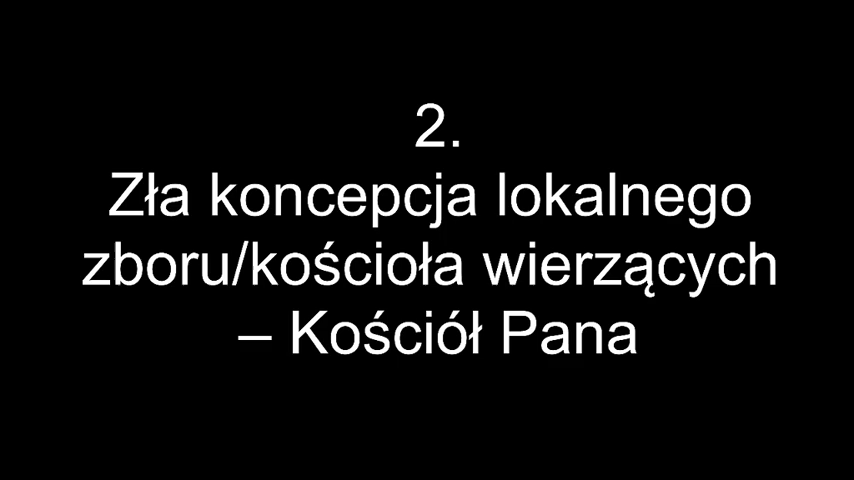 2.
Zła koncepcja lokalnego
zboru/kościoła wierzących
– Kościół Pana